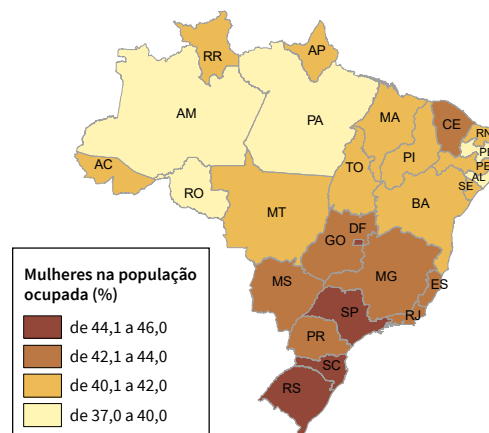 RR
AP
AM
PA
MA
CE
RN
PB
PE
AL
SE
PI
AC
RO
TO
MT
BA
DF
GO
MG
ES
MS
SP
RJ
PR
SC
RS
Mulheres na população
ocupada (%)
de 44,1 a 46,0
de 42,1 a 44,0
de 40,1 a 42,0
de 37,0 a 40,0